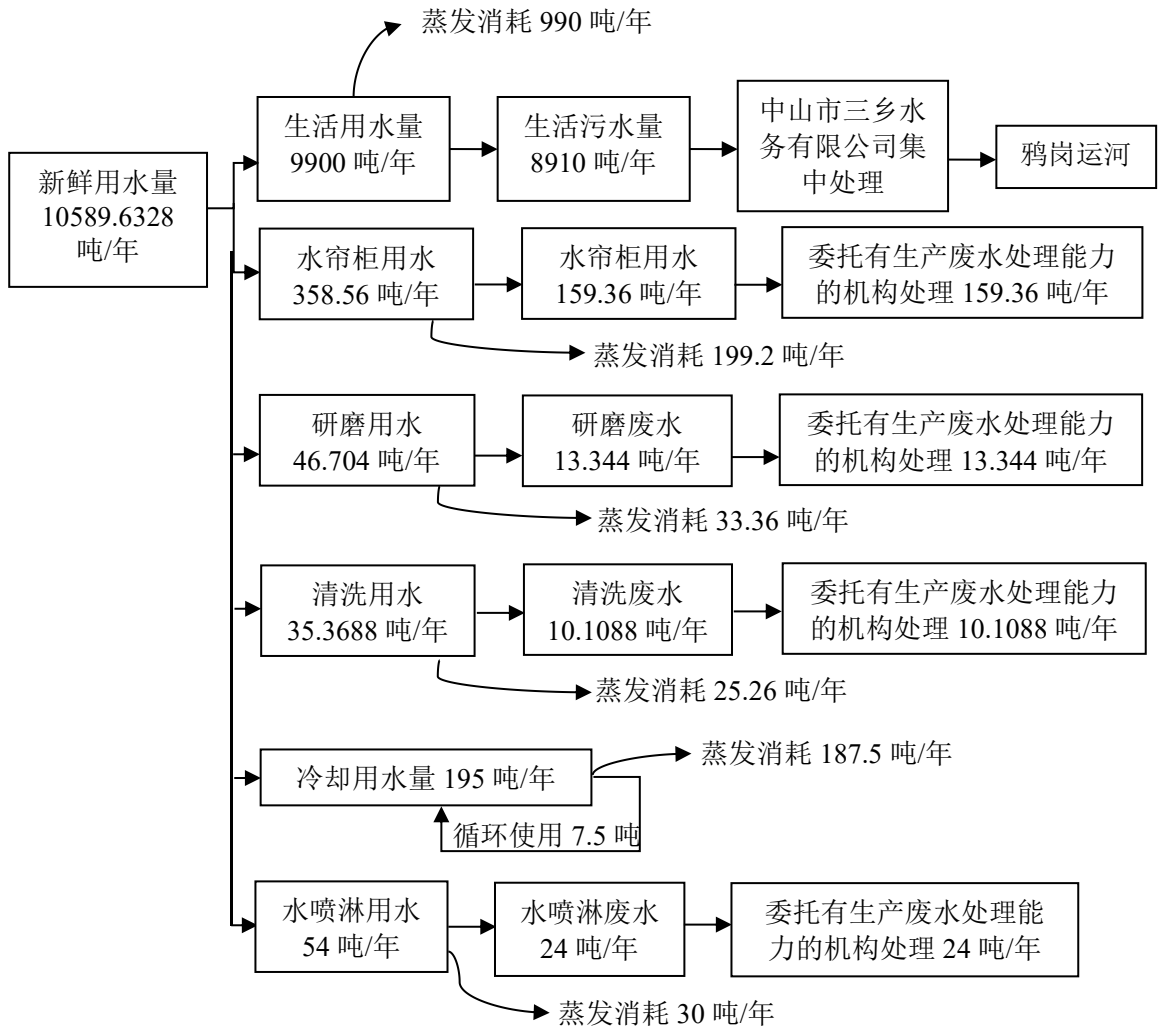 蒸发消耗 990 吨/年
新鲜用水量
10589.6328
吨/年
生活用水量
9900 吨/年
生活污水量
8910 吨/年
中山市三乡水
务有限公司集
中处理
鸦岗运河
水帘柜用水
358.56 吨/年
水帘柜用水
159.36 吨/年
委托有生产废水处理能力
的机构处理 159.36 吨/年
蒸发消耗 199.2 吨/年
研磨用水
46.704 吨/年
研磨废水
13.344 吨/年
委托有生产废水处理能力
的机构处理 13.344 吨/年
蒸发消耗 33.36 吨/年
清洗用水
35.3688 吨/年
清洗废水
10.1088 吨/年
委托有生产废水处理能力
的机构处理 10.1088 吨/年
蒸发消耗 25.26 吨/年
冷却用水量 195 吨/年
蒸发消耗 187.5 吨/年
循环使用 7.5 吨
水喷淋用水
54 吨/年
水喷淋废水
24 吨/年
委托有生产废水处理能
力的机构处理 24 吨/年
蒸发消耗 30 吨/年